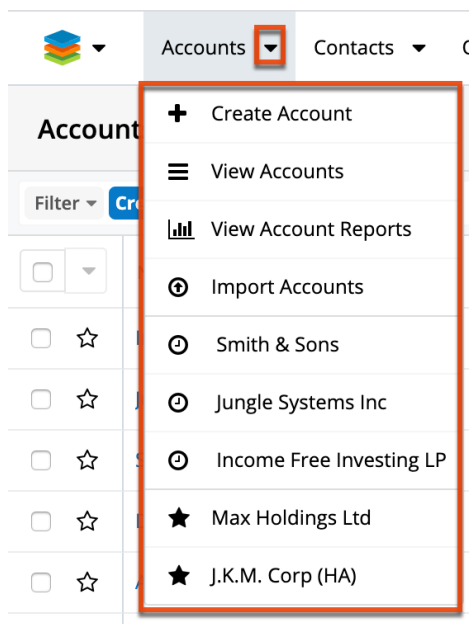 Accounts Contacts
Account
Filter Cre
Create Account
View Accounts
View Account Reports
Import Accounts
Smith & Sons
Jungle Systems Inc
Income Free Investing LP
Max Holdings Ltd
J.K.M. Corp (HA)